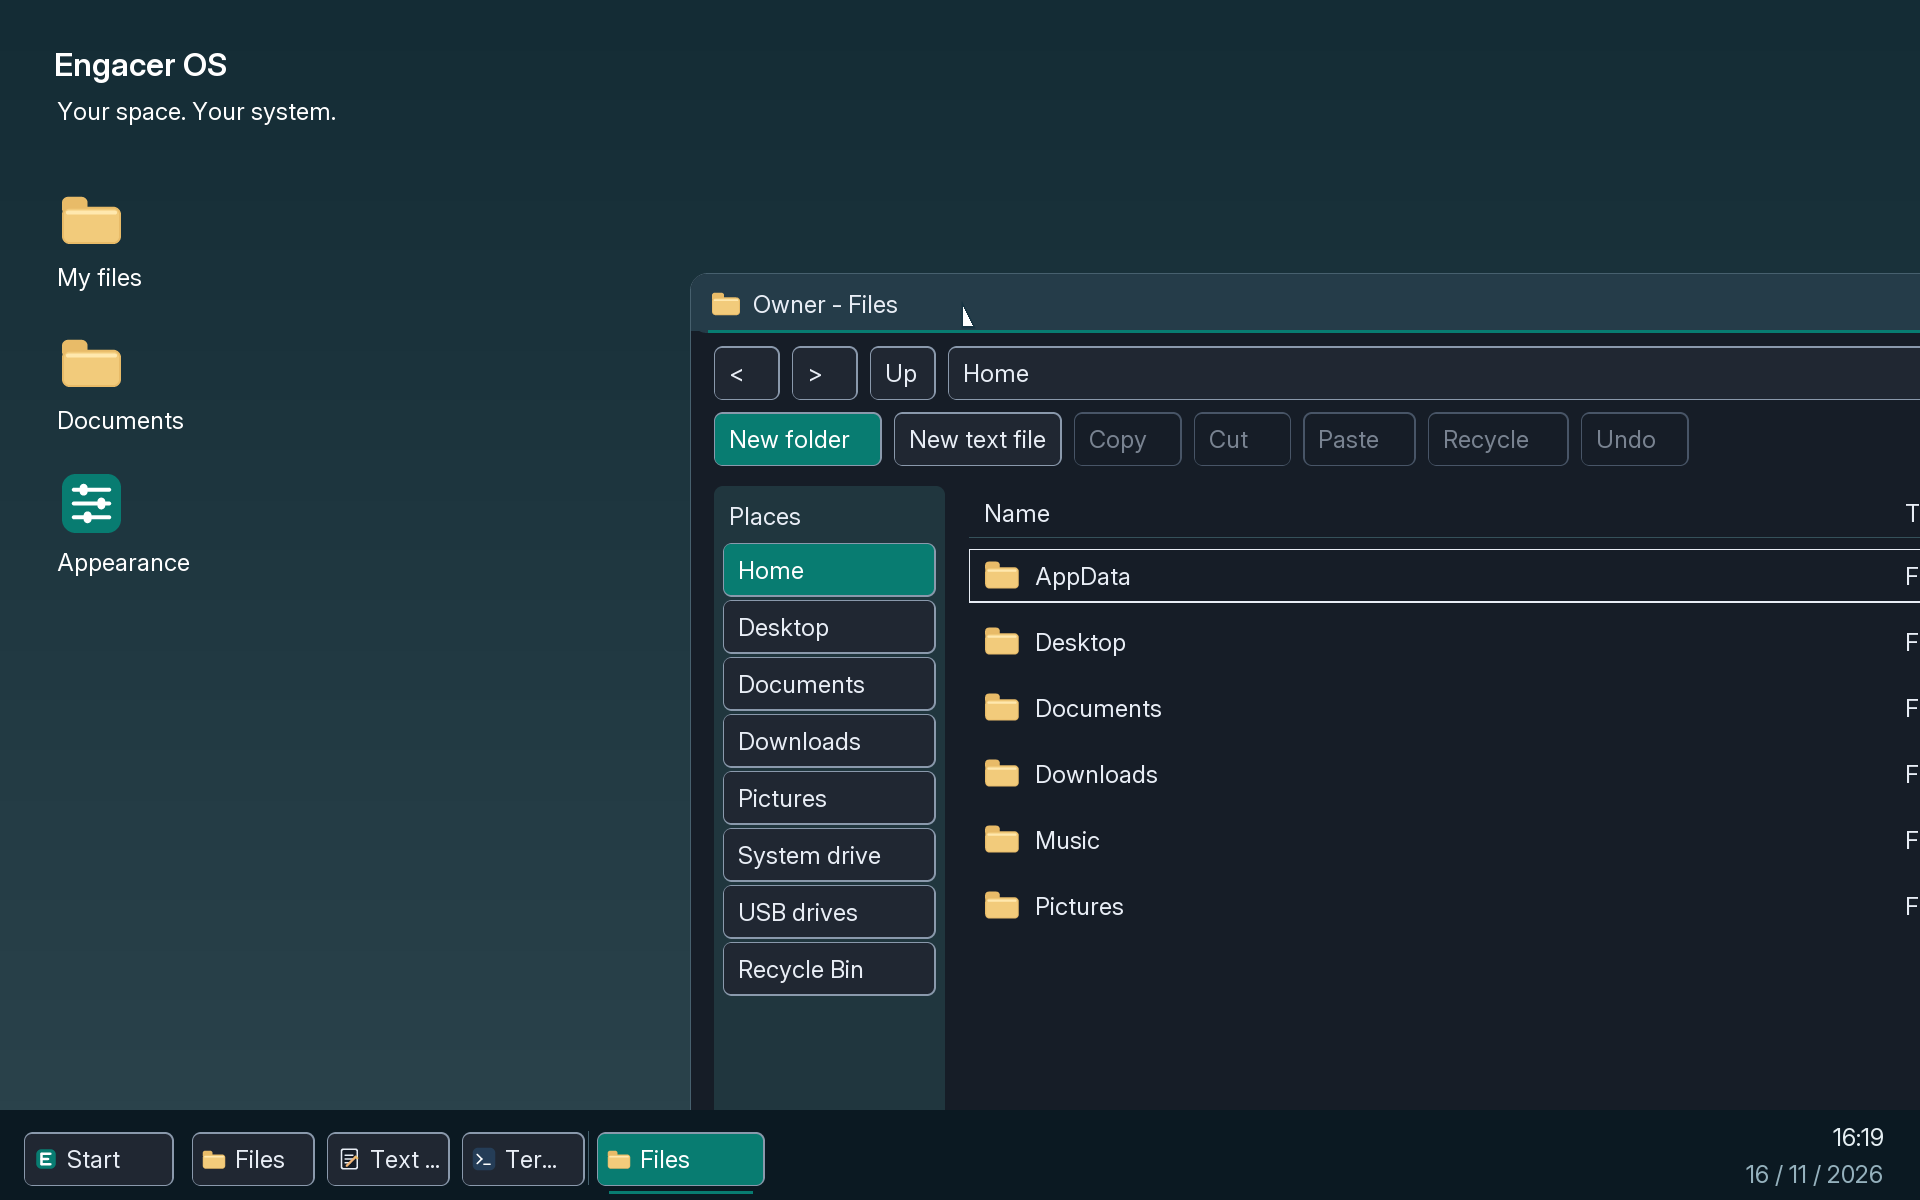 Engacer OS
Your space. Your system.
My files
Documents
Appearance
Owner - Files
< > Up Home
New folder New text file Copy Cut Paste Recycle Undo
Places
Home
Desktop
Documents
Downloads
Pictures
System drive
USB drives
Recycle Bin
Name T
AppData F
Desktop F
Documents F
Downloads F
Music F
Pictures F
E Start Files Text ... Ter... Files
16:19
16 / 11 / 2026